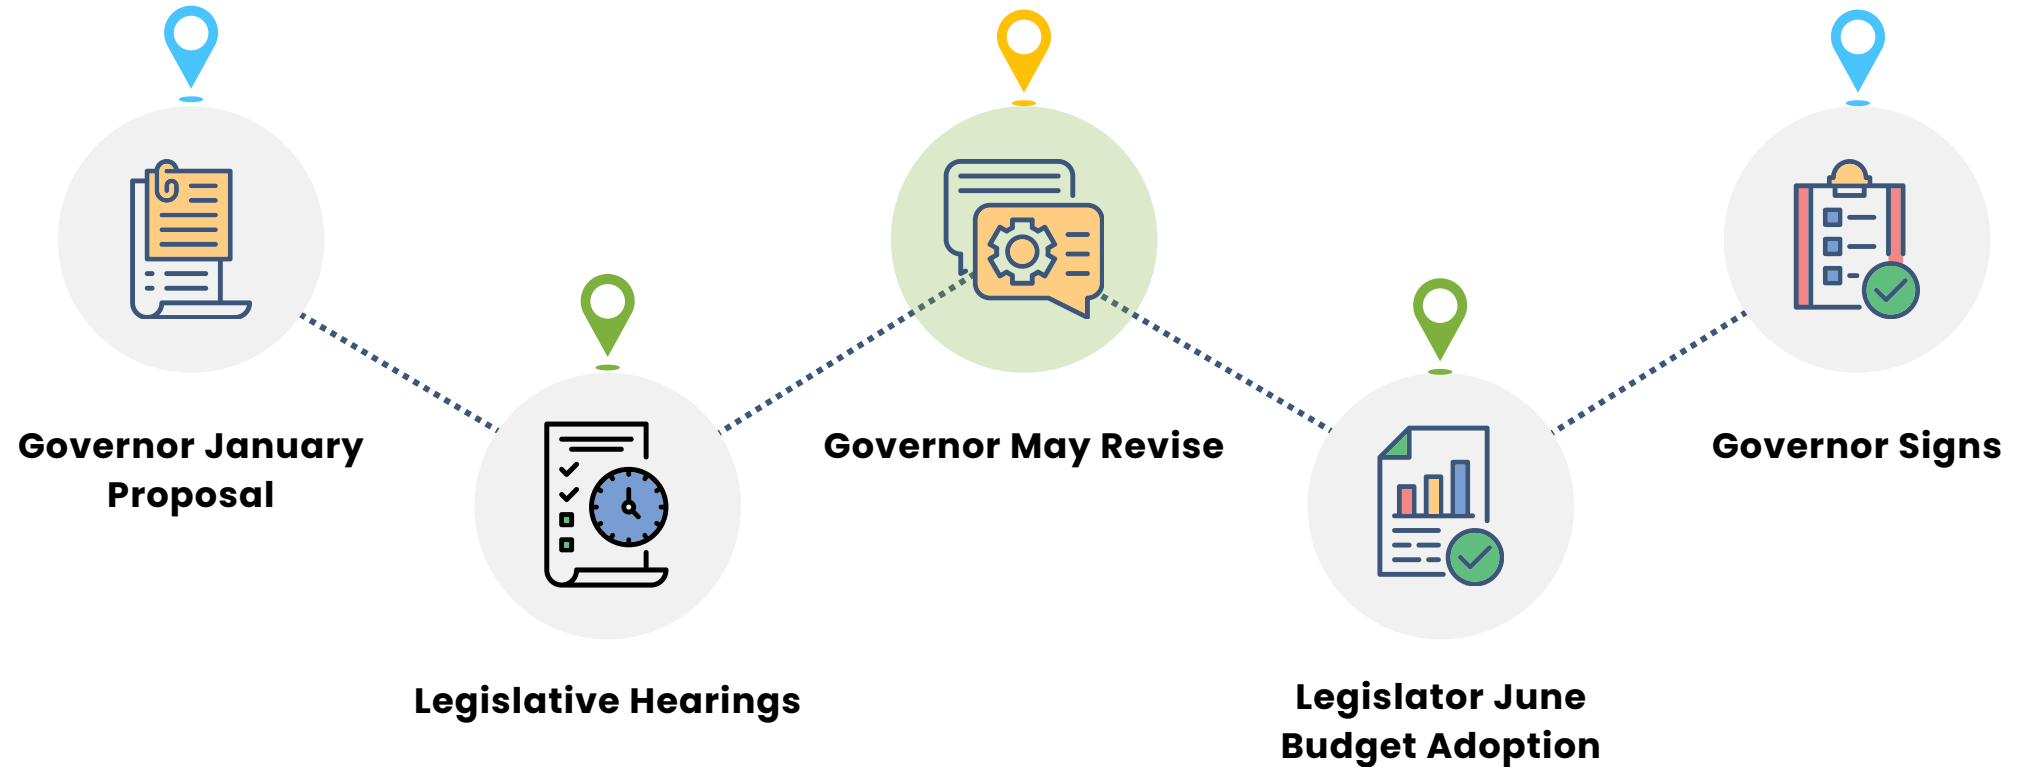 Governor January
Proposal
Legislative Hearings
Governor May Revise
Legislator June
Budget Adoption
Governor Signs